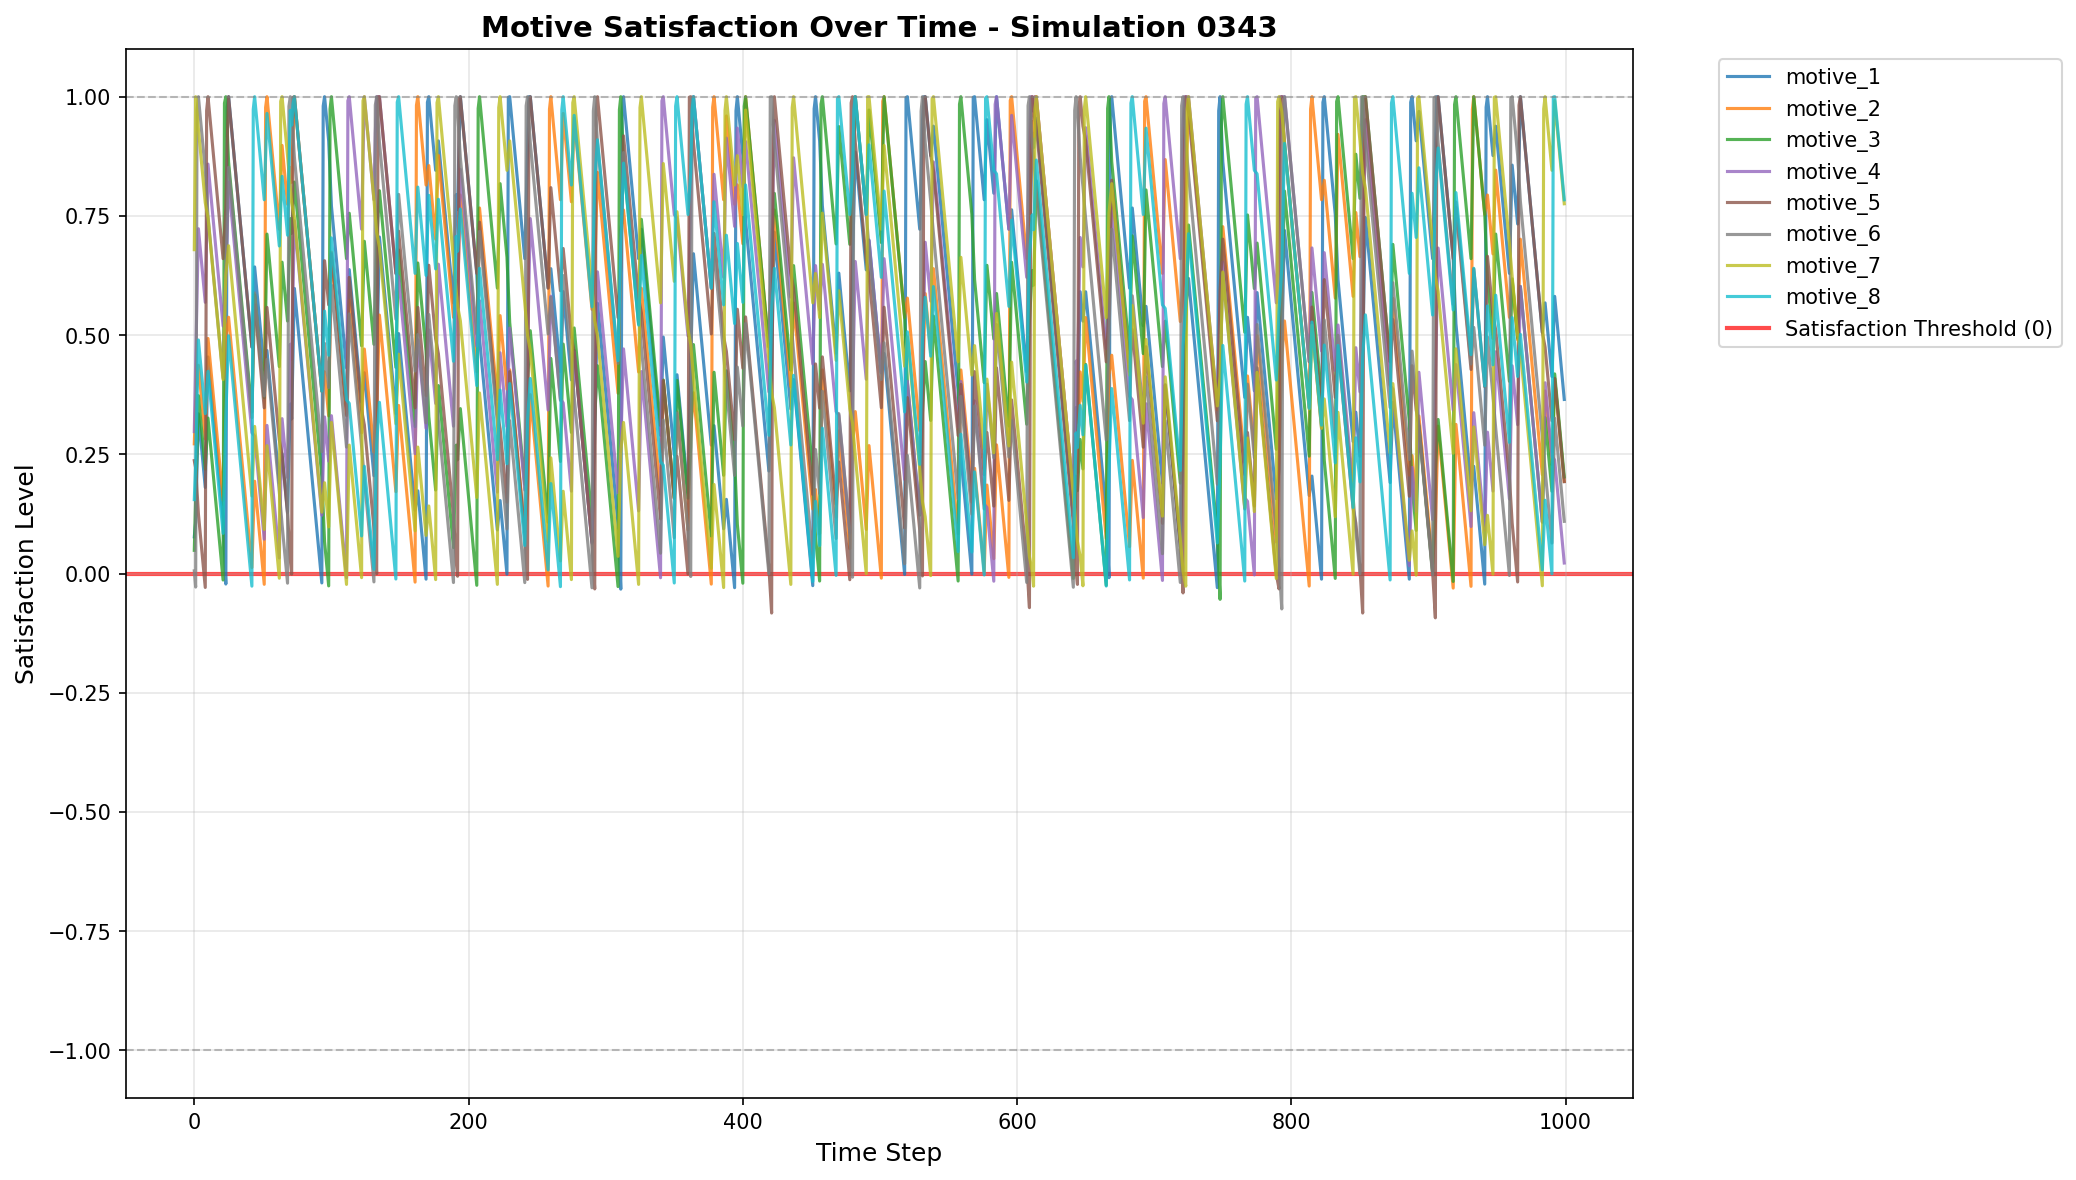 Motive Satisfaction Over Time - Simulation 0343
motive_1
motive_2
motive_3
motive_4
motive_5
motive_6
motive_7
motive_8
Satisfaction Threshold (0)
Satisfaction Level
1.00
0.75
0.50
0.25
0.00
−0.25
−0.50
−0.75
−1.00
0 200 400 600 800 1000
Time Step